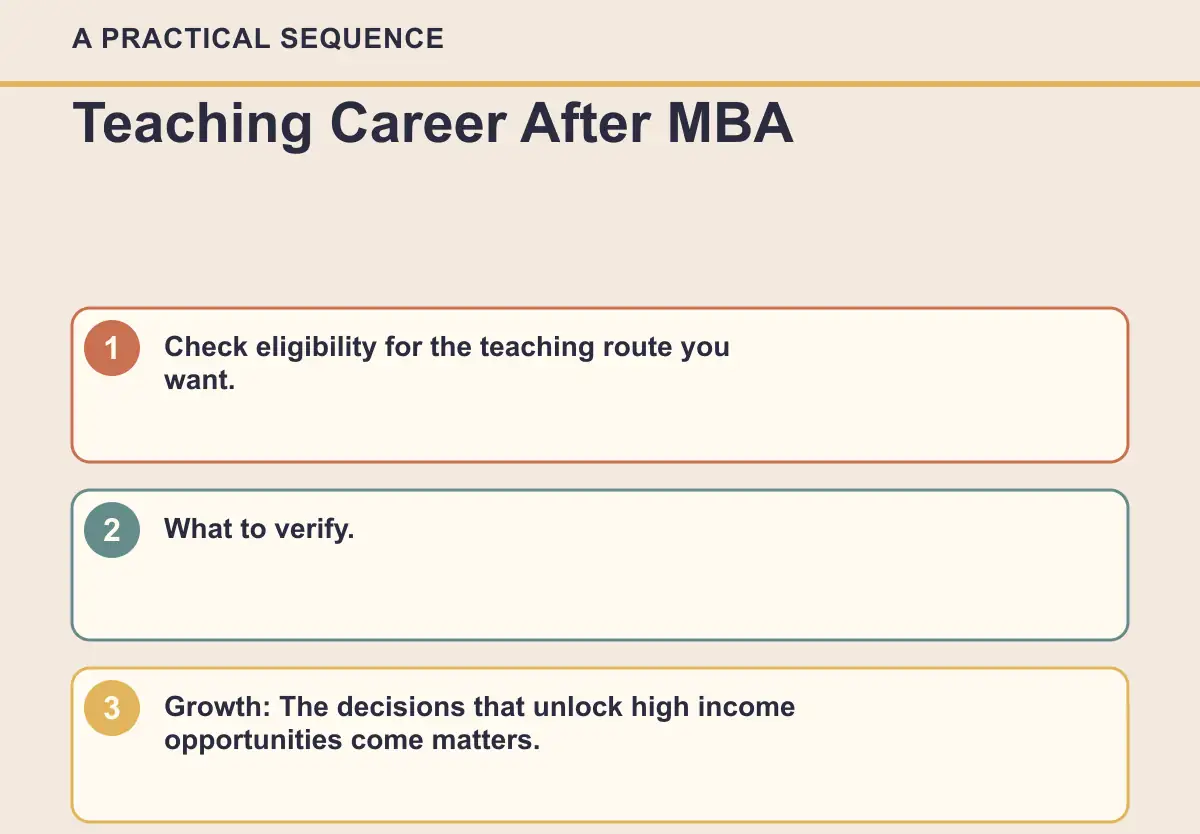 A PRACTICAL SEQUENCE
Teaching Career After MBA
1
Check eligibility for the teaching route you
want.
2
What to verify.
3
Growth: The decisions that unlock high income
opportunities come matters.